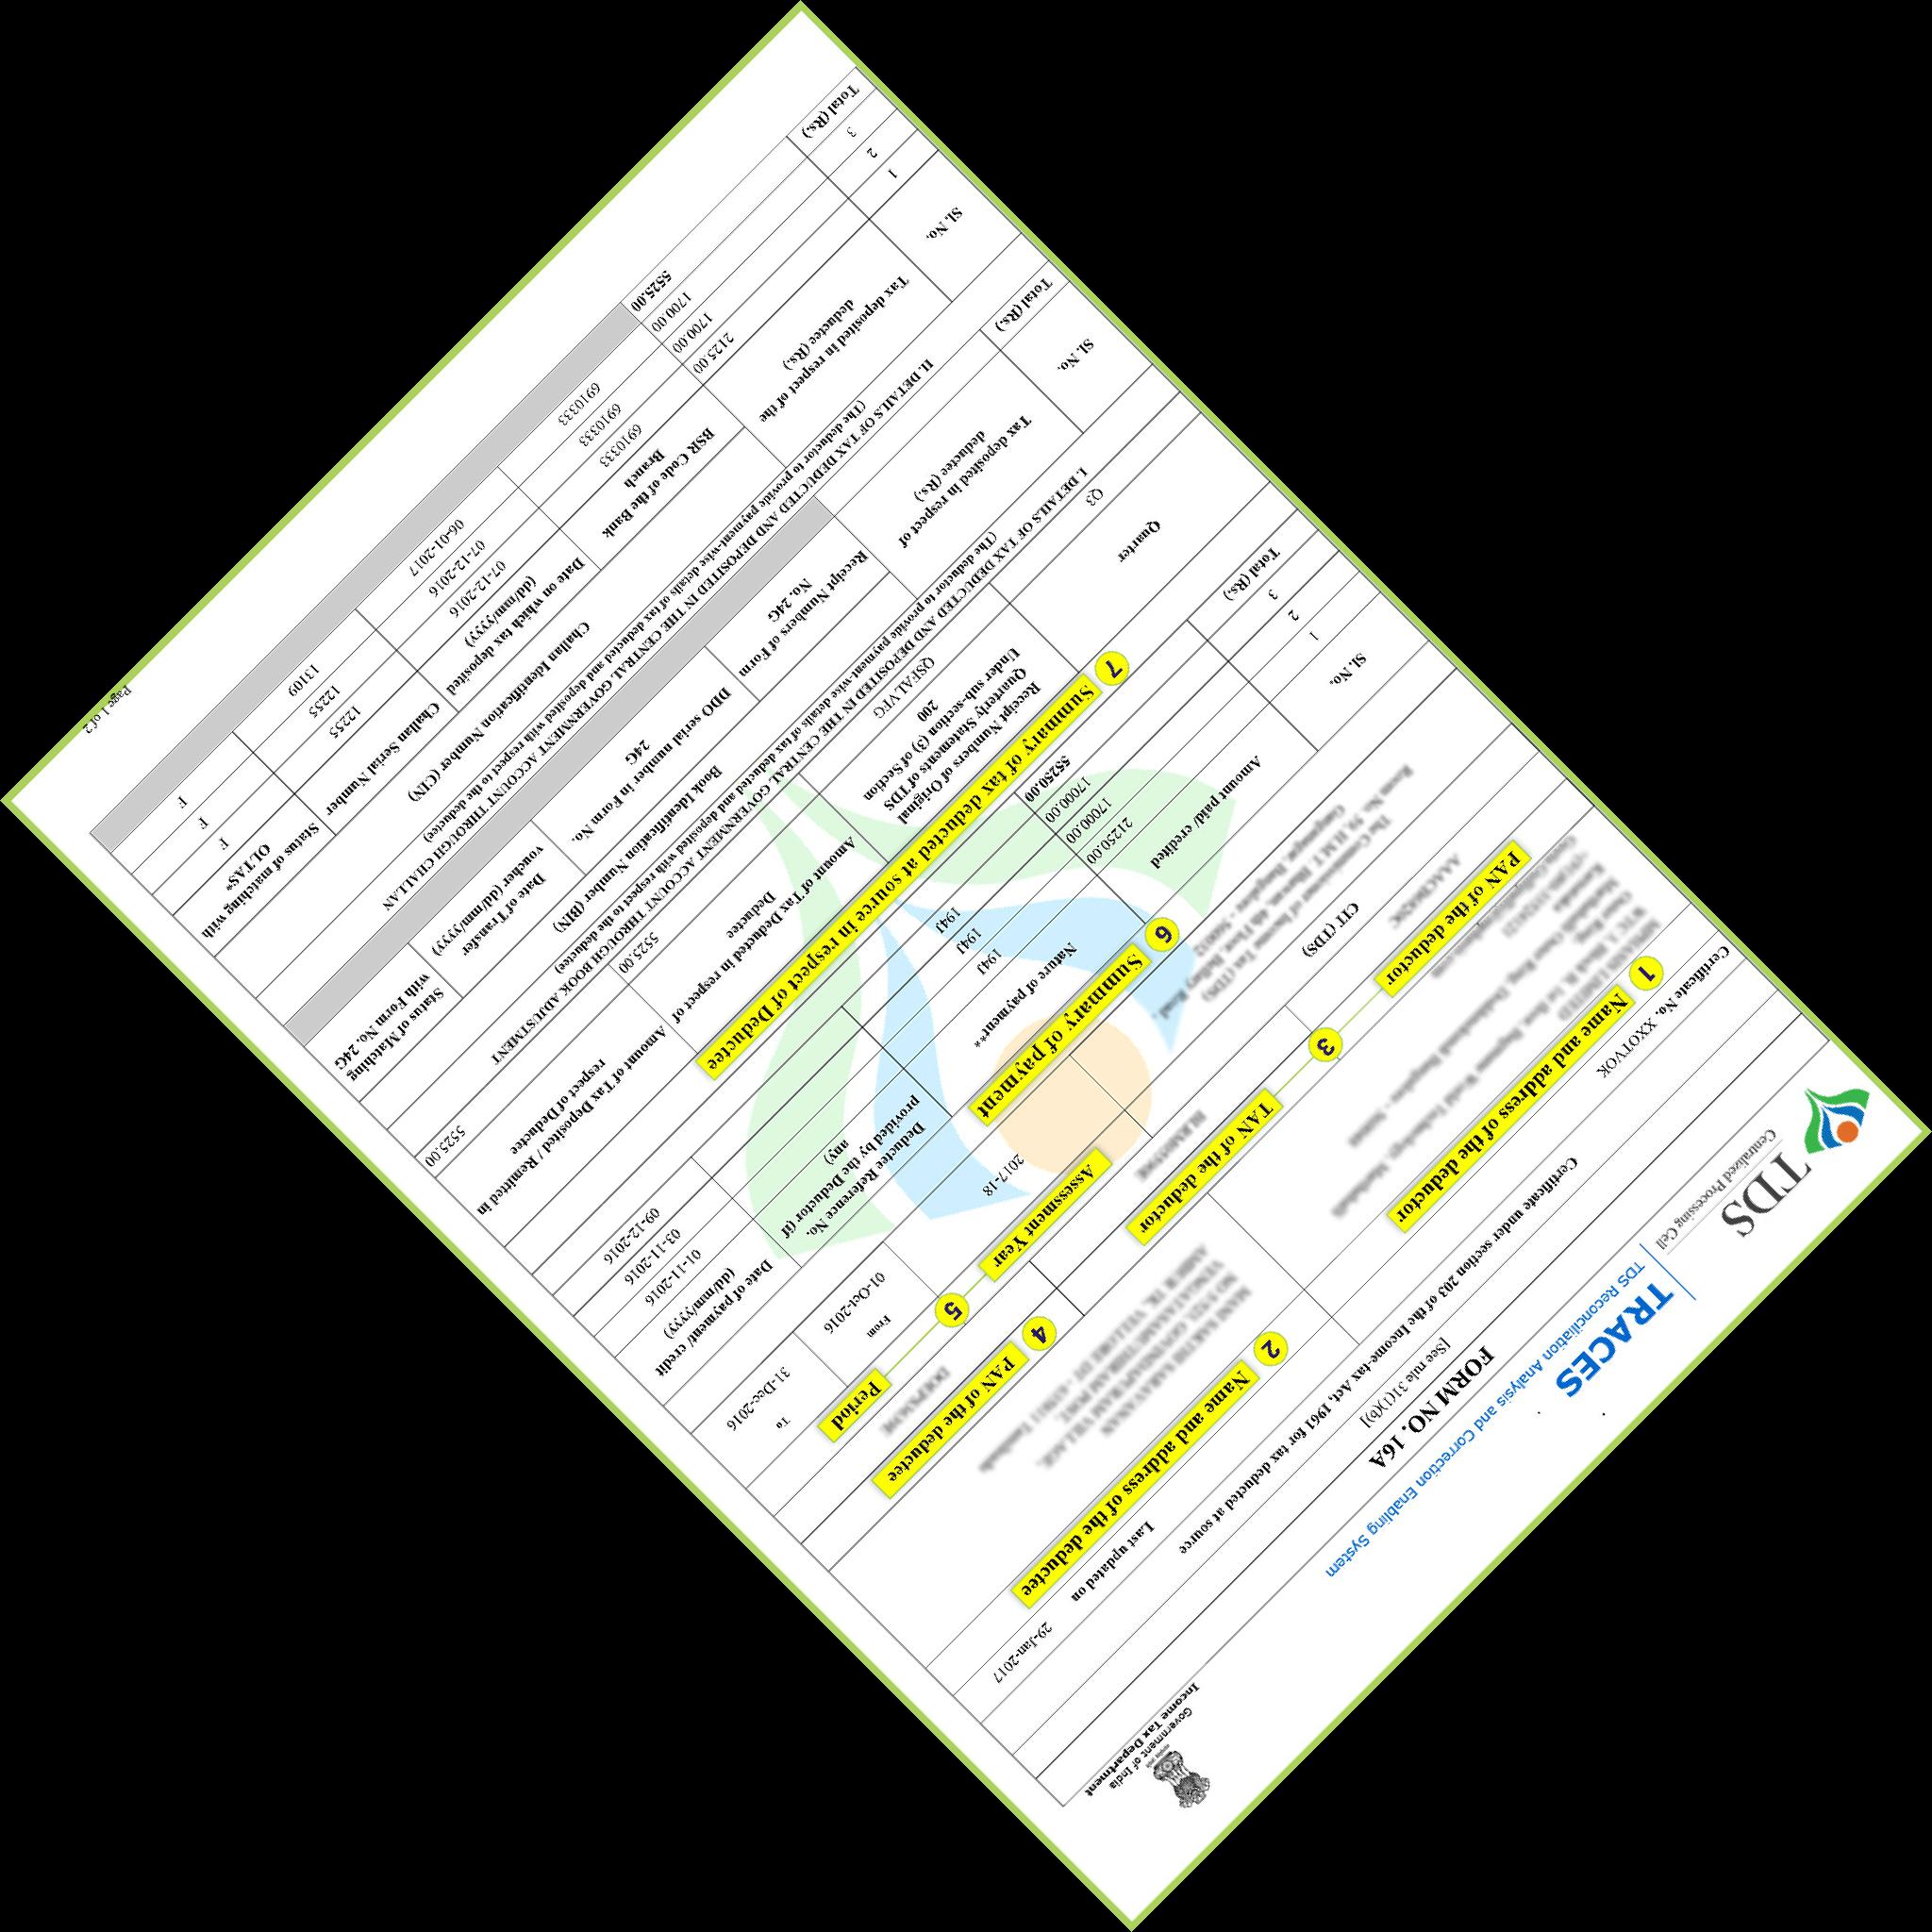 TDS
Centralized Processing Cell
TRACES
TDS Reconciliation Analysis and Correction Enabling System
Government of India
Income Tax Department
FORM NO. 16A
[See rule 31(1)(b)]
Certificate under section 203 of the Income-tax Act, 1961 for tax deducted at source
Certificate No. XXOTVOK
Last updated on
29-Jan-2017
1
Name and address of the deductor
2
Name and address of the deductee
PAN of the deductor
3
TAN of the deductor
4
PAN of the deductee
CIT (TDS)
Assessment Year
5
Period
2017-18
From
01-Oct-2016
To
31-Dec-2016
6
Summary of payment
Sl. No.
Amount paid/ credited
Nature of payment**
Deductee Reference No.
provided by the Deductor (if
any)
Date of payment/ credit
(dd/mm/yyyy)
1 21250.00 194J 01-11-2016
2 17000.00 194J 03-11-2016
3 17000.00 194J 09-12-2016
Total (Rs.) 55250.00
7
Summary of tax deducted at source in respect of Deductee
Quarter
Receipt Numbers of Original
Quarterly Statements of TDS
Under sub-section (3) of Section
200
Amount of Tax Deducted in respect of
Deductee
Amount of Tax Deposited / Remitted in
respect of Deductee
Q3 QSFALVFG 5525.00 5525.00
I. DETAILS OF TAX DEDUCTED AND DEPOSITED IN THE CENTRAL GOVERNMENT ACCOUNT THROUGH BOOK ADJUSTMENT
(The deductor to provide payment-wise details of tax deducted and deposited with respect to the deductee)
Sl. No.
Tax deposited in respect of
deductee (Rs.)
Book Identification Number (BIN)
Receipt Numbers of Form
No. 24G
DDO serial number in Form No.
24G
Date of Transfer
voucher (dd/mm/yyyy)
Status of Matching
with Form No. 24G
Total (Rs.)
II. DETAILS OF TAX DEDUCTED AND DEPOSITED IN THE CENTRAL GOVERNMENT ACCOUNT THROUGH CHALLAN
(The deductor to provide payment-wise details of tax deducted and deposited with respect to the deductee)
Sl. No.
Tax deposited in respect of the
deductee (Rs.)
Challan Identification Number (CIN)
BSR Code of the Bank
Branch
Date on which tax deposited
(dd/mm/yyyy)
Challan Serial Number
Status of matching with
OLTAS*
1 2125.00 6910333 07-12-2016 12255 F
2 1700.00 6910333 07-12-2016 12255 F
3 1700.00 6910333 06-01-2017 13109 F
Total (Rs.) 5525.00
Page 1 of 2